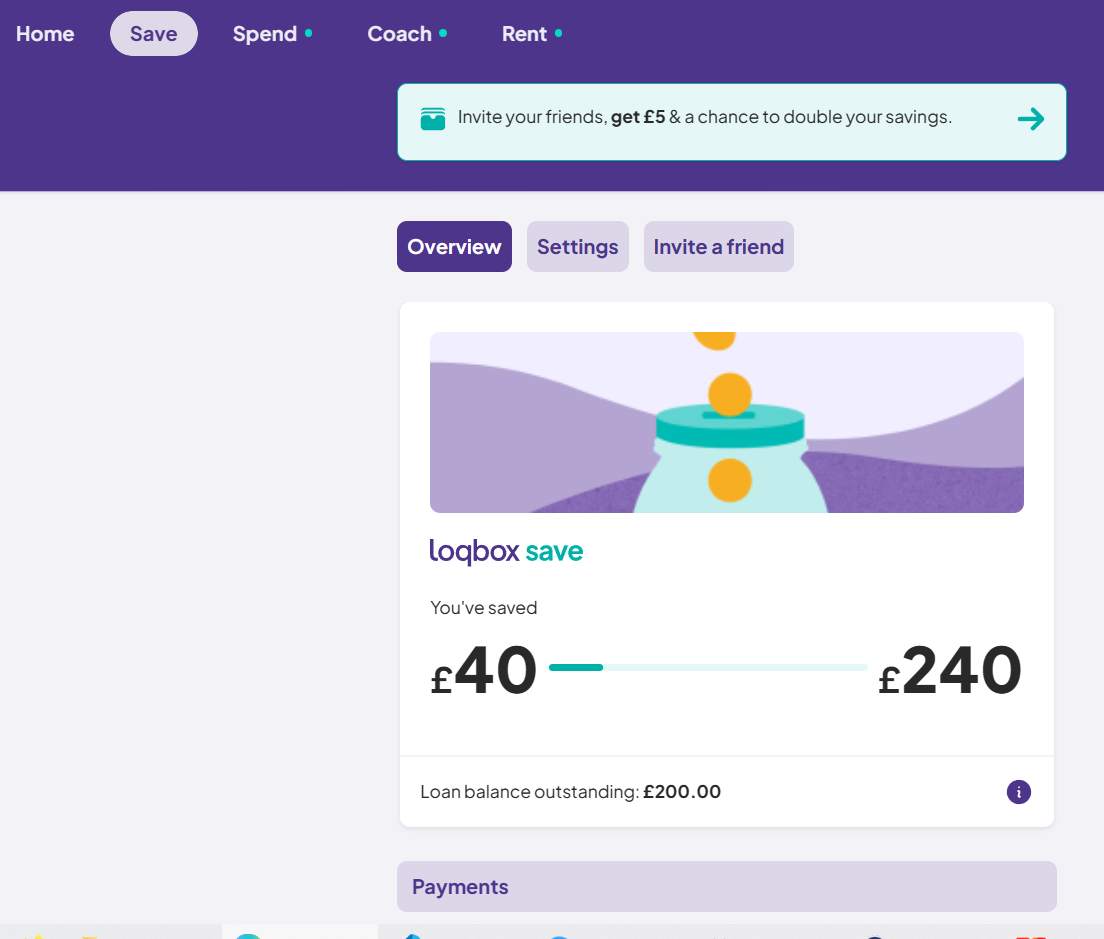 Home Save Spend Coach Rent
Invite your friends, get £5 & a chance to double your savings.
Overview Settings Invite a friend
loqbox save
You've saved
£40 £240
Loan balance outstanding: £200.00
i
Payments